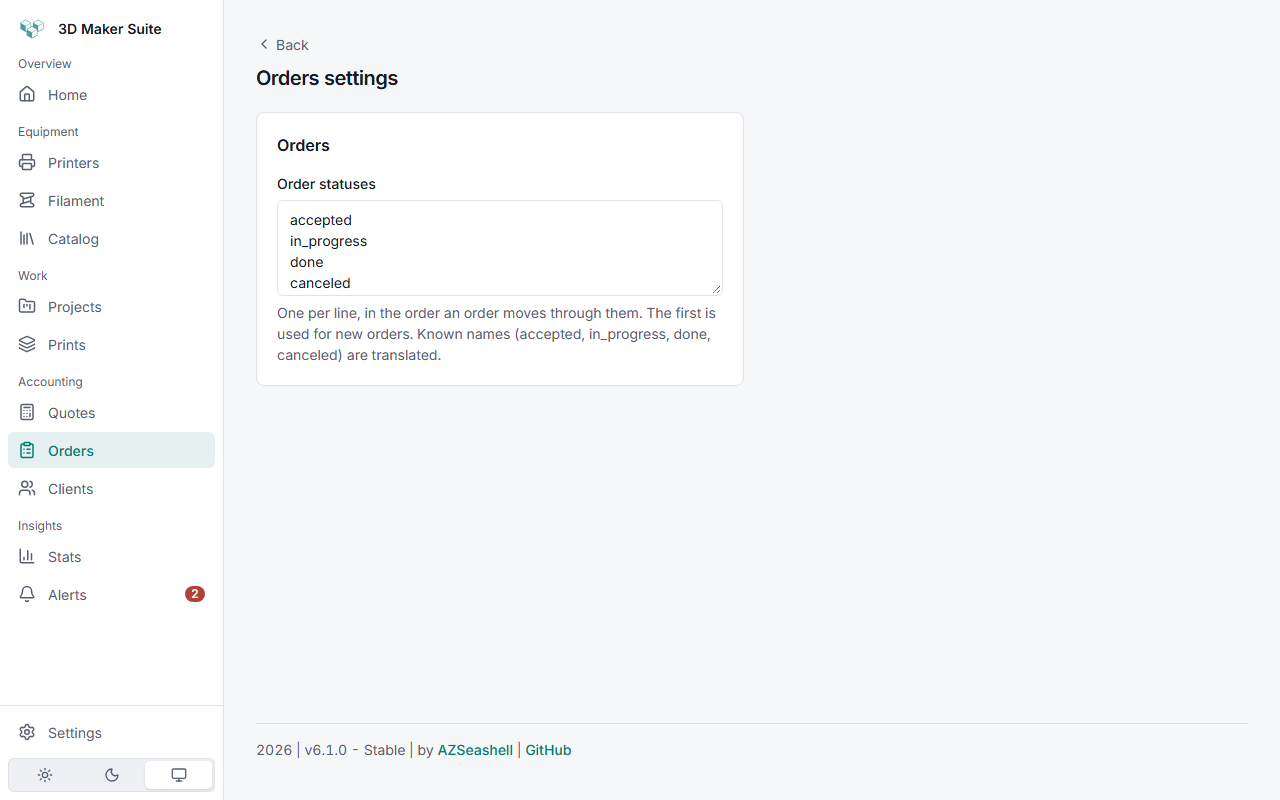 3D Maker Suite
Overview
Home
Equipment
Printers
Filament
Catalog
Work
Projects
Prints
Accounting
Quotes
Orders
Clients
Insights
Stats
Alerts 2
Settings
Back
Orders settings
Orders
Order statuses
accepted
in_progress
done
canceled
One per line, in the order an order moves through them. The first is
used for new orders. Known names (accepted, in_progress, done,
canceled) are translated.
2026 | v6.1.0 - Stable | by AZSeashell | GitHub